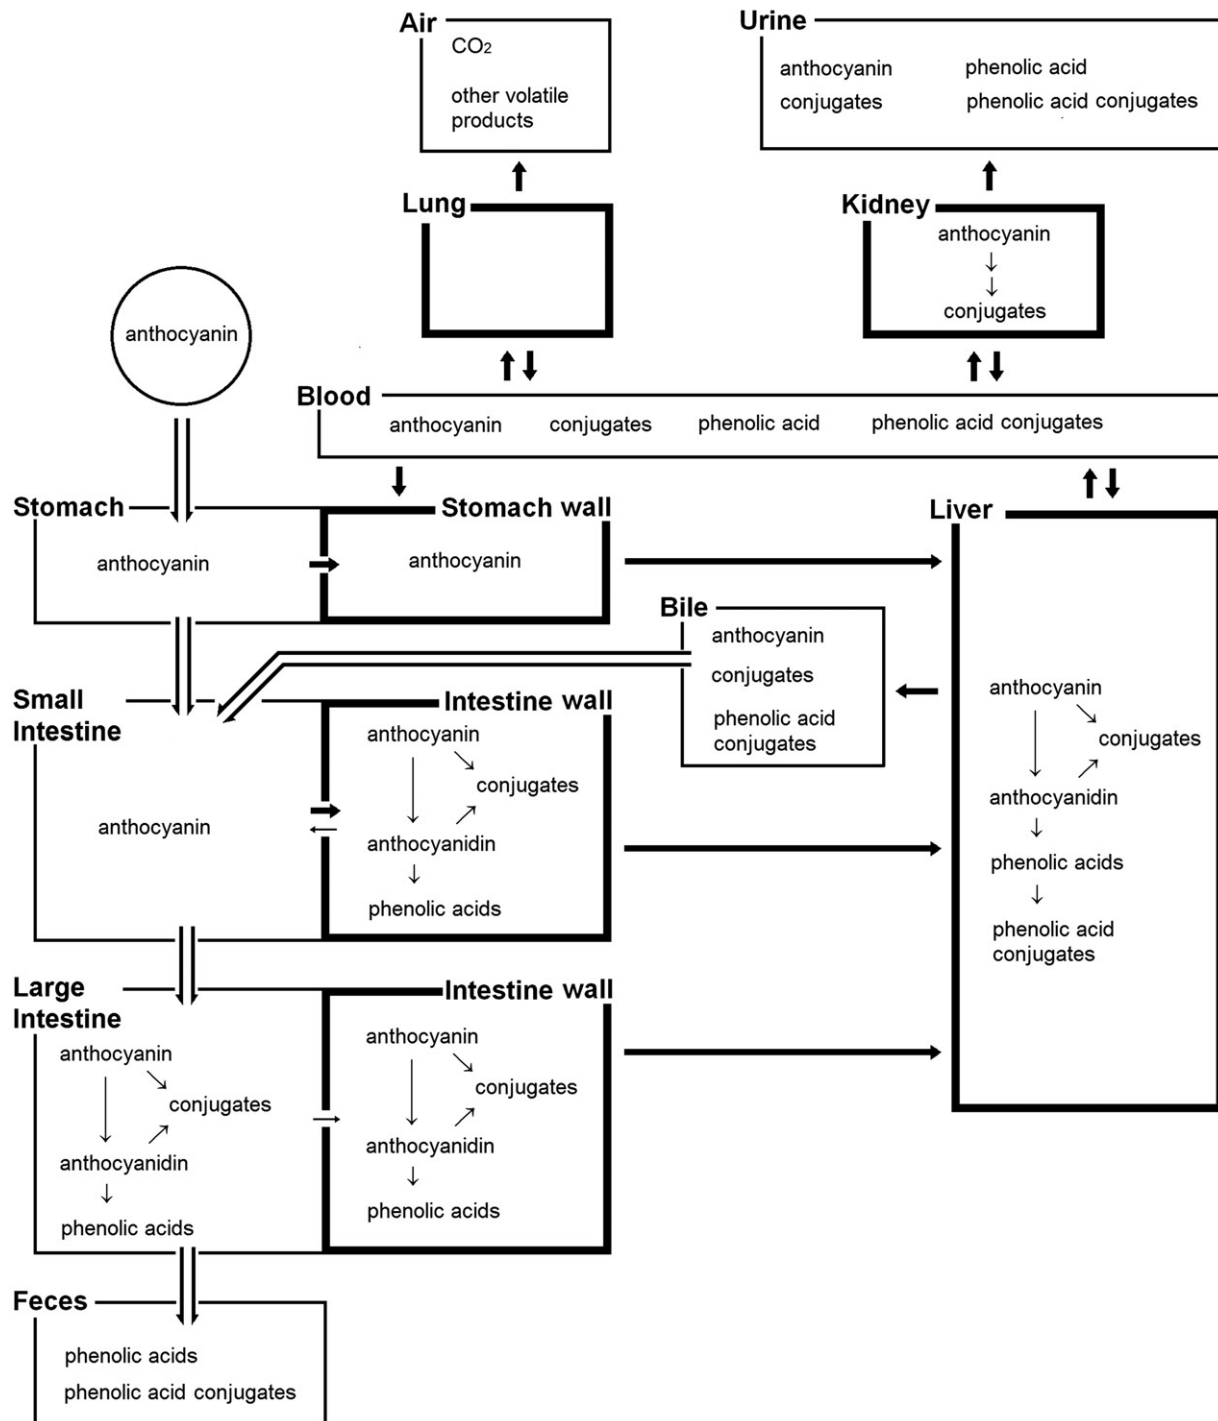 Air
CO2
other volatile
products
Urine
anthocyanin
phenolic acid
conjugates
phenolic acid conjugates
Lung
Kidney
anthocyanin
conjugates
anthocyanin
Blood
anthocyanin
conjugates
phenolic acid
phenolic acid conjugates
Stomach
anthocyanin
Stomach wall
anthocyanin
Liver
anthocyanin
conjugates
anthocyanidin
phenolic acids
phenolic acid
conjugates
Bile
anthocyanin
conjugates
phenolic acid
conjugates
Small
Intestine
anthocyanin
Intestine wall
anthocyanin
conjugates
anthocyanidin
phenolic acids
Large
Intestine
anthocyanin
conjugates
anthocyanidin
phenolic acids
Intestine wall
anthocyanin
conjugates
anthocyanidin
phenolic acids
Feces
phenolic acids
phenolic acid conjugates